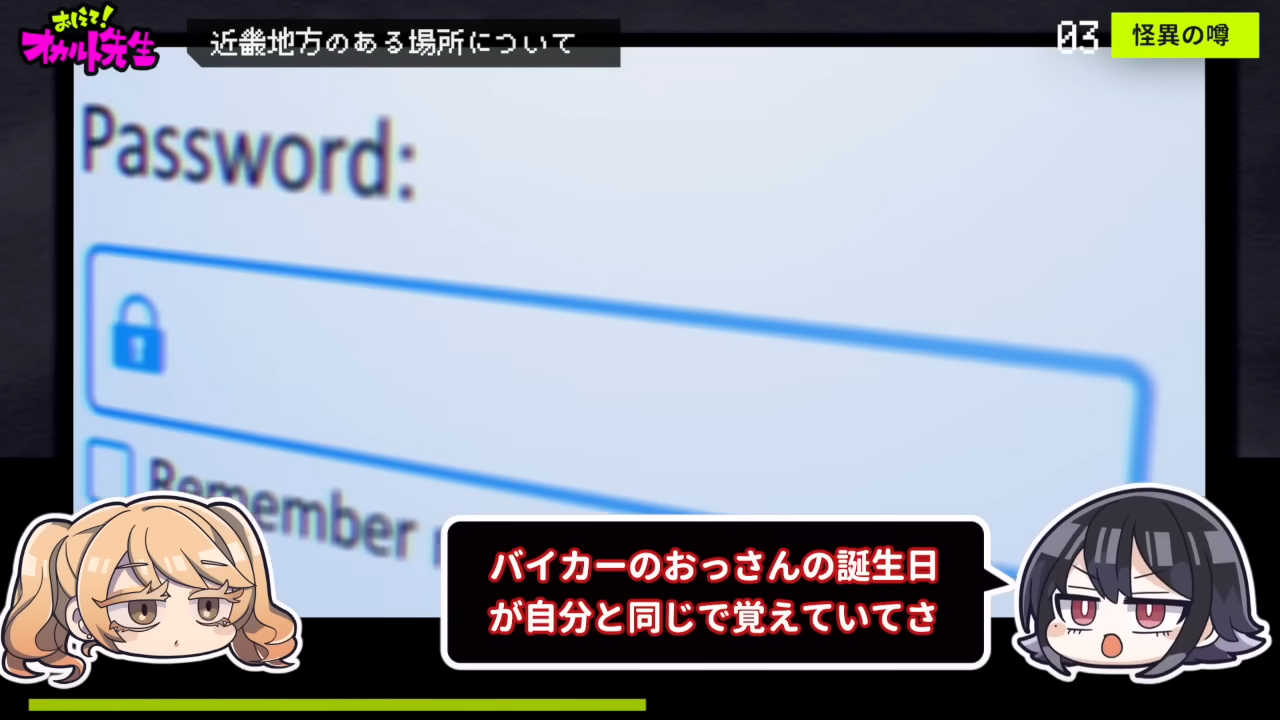 おしえて!
オカルト先生
近畿地方のある場所について
03
怪異の噂
Password:
Remember
バイカーのおっさんの誕生日
が自分と同じで覚えていてさ